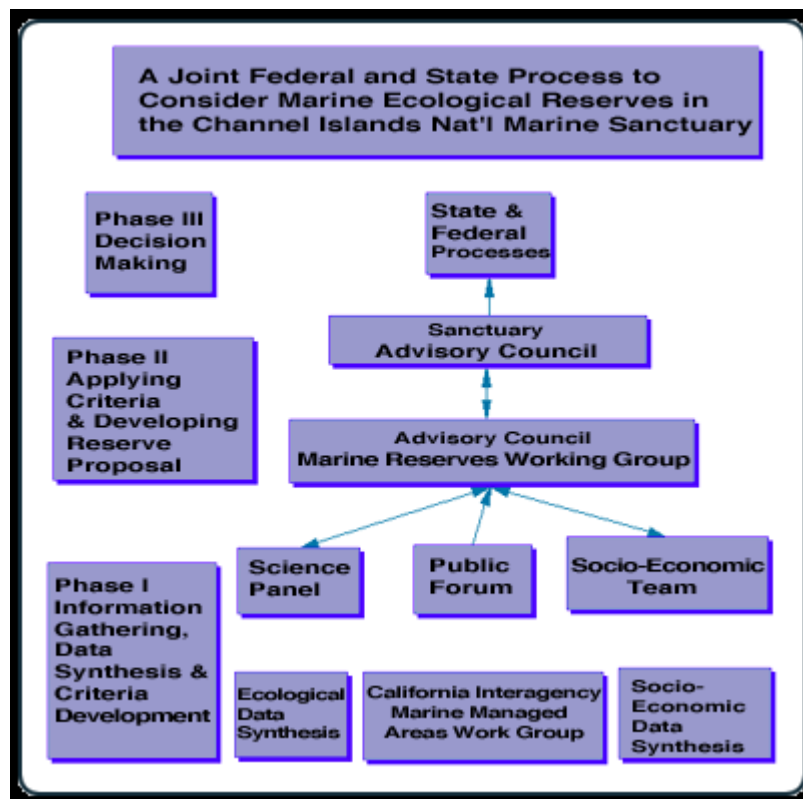 A Joint Federal and State Process to
Consider Marine Ecological Reserves in
the Channel Islands Nat'l Marine Sanctuary
Phase III
Decision
Making
State &
Federal
Processes
Sanctuary
Advisory Council
Phase II
Applying
Criteria
& Developing
Reserve
Proposal
Advisory Council
Marine Reserves Working Group
Phase I
Information
Gathering,
Data
Synthesis &
Criteria
Development
Science
Panel
Public
Forum
Socio-Economic
Team
Ecological
Data
Synthesis
California Interagency
Marine Managed
Areas Work Group
Socio-
Economic
Data
Synthesis